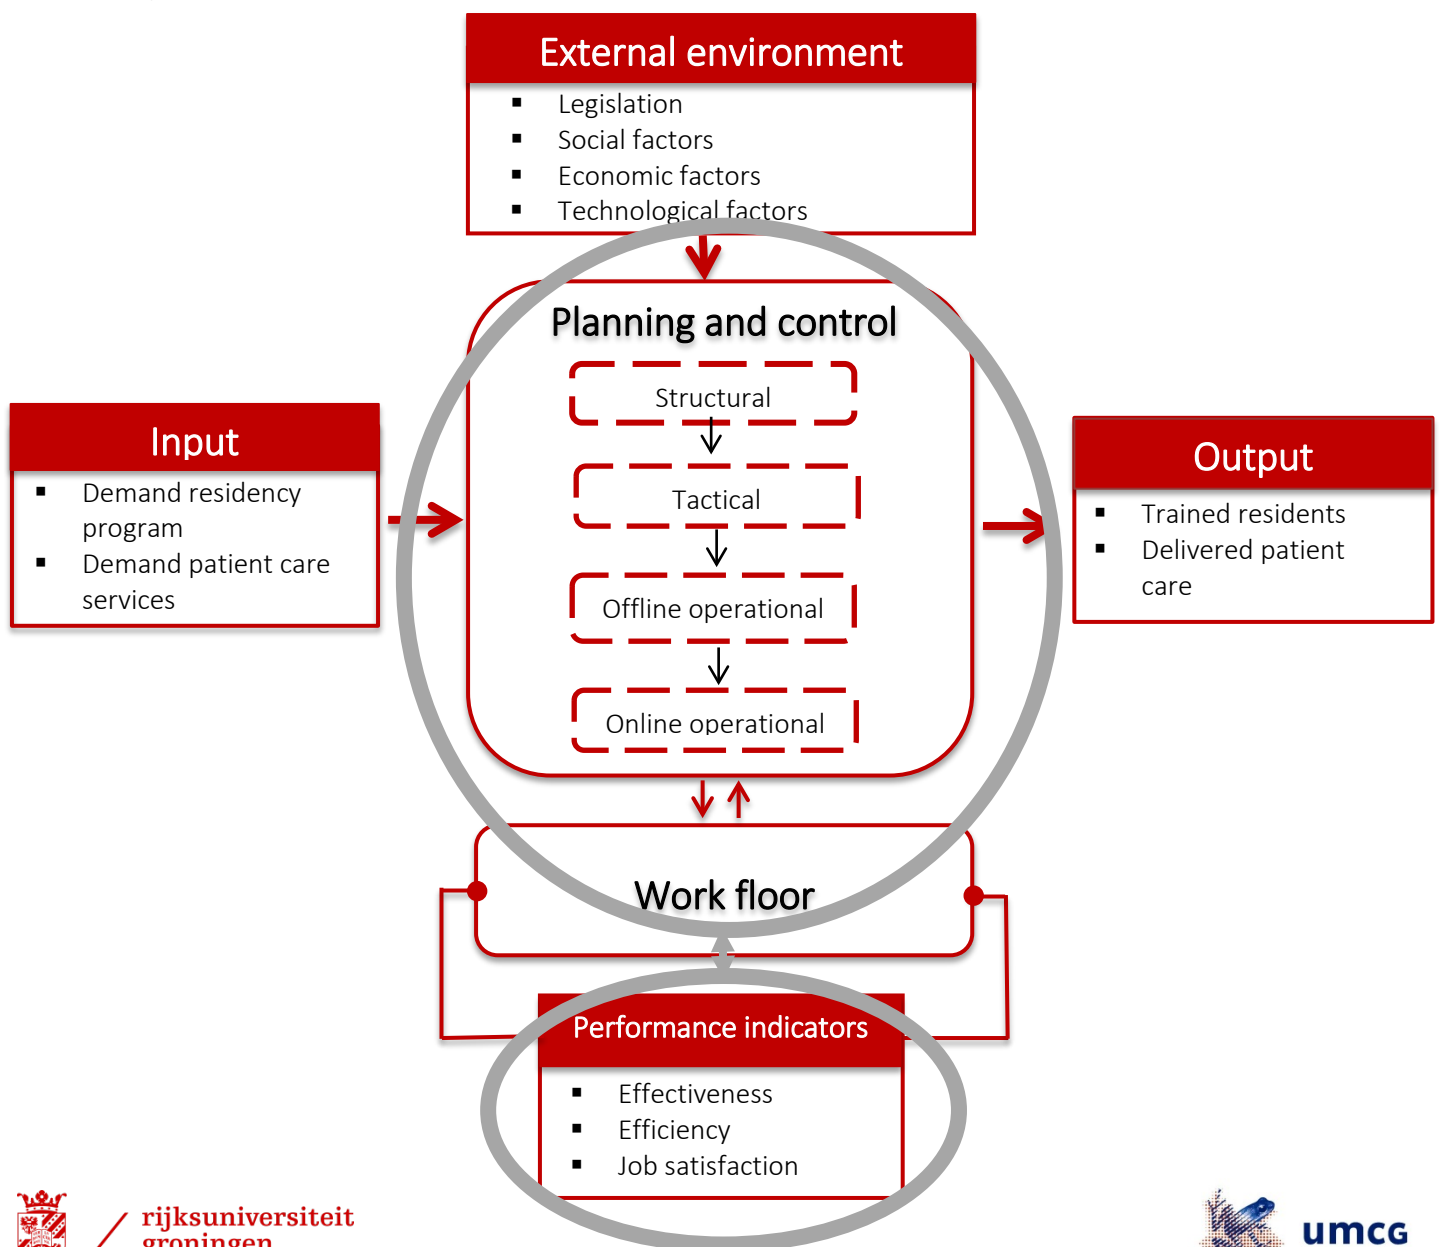 External environment
▪ Legislation
▪ Social factors
▪ Economic factors
▪ Technological factors
Planning and control
Structural
Tactical
Offline operational
Online operational
Input
▪ Demand residency
program
▪ Demand patient care
services
Output
▪ Trained residents
▪ Delivered patient
care
Work floor
Performance indicators
▪ Effectiveness
▪ Efficiency
▪ Job satisfaction
rijksuniversiteit
groningen
umcg